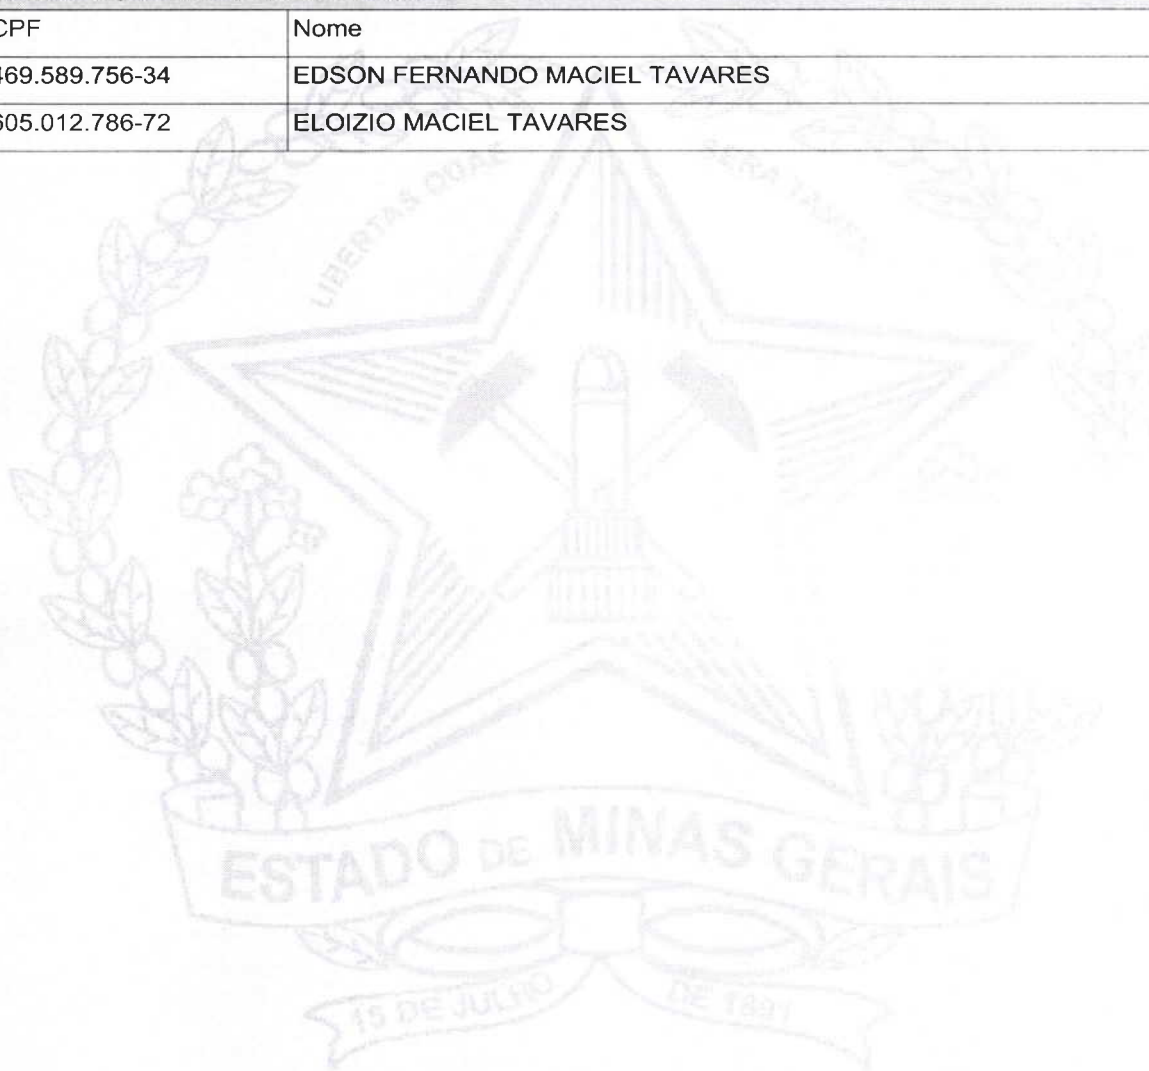 CPF Nome
469.589.756-34 EDSON FERNANDO MACIEL TAVARES
605.012.786-72 ELOIZIO MACIEL TAVARES
LIBERTAS QUAE SERA TAMEN
ESTADO DE MINAS GERAIS
15 DE JULHO DE 1891